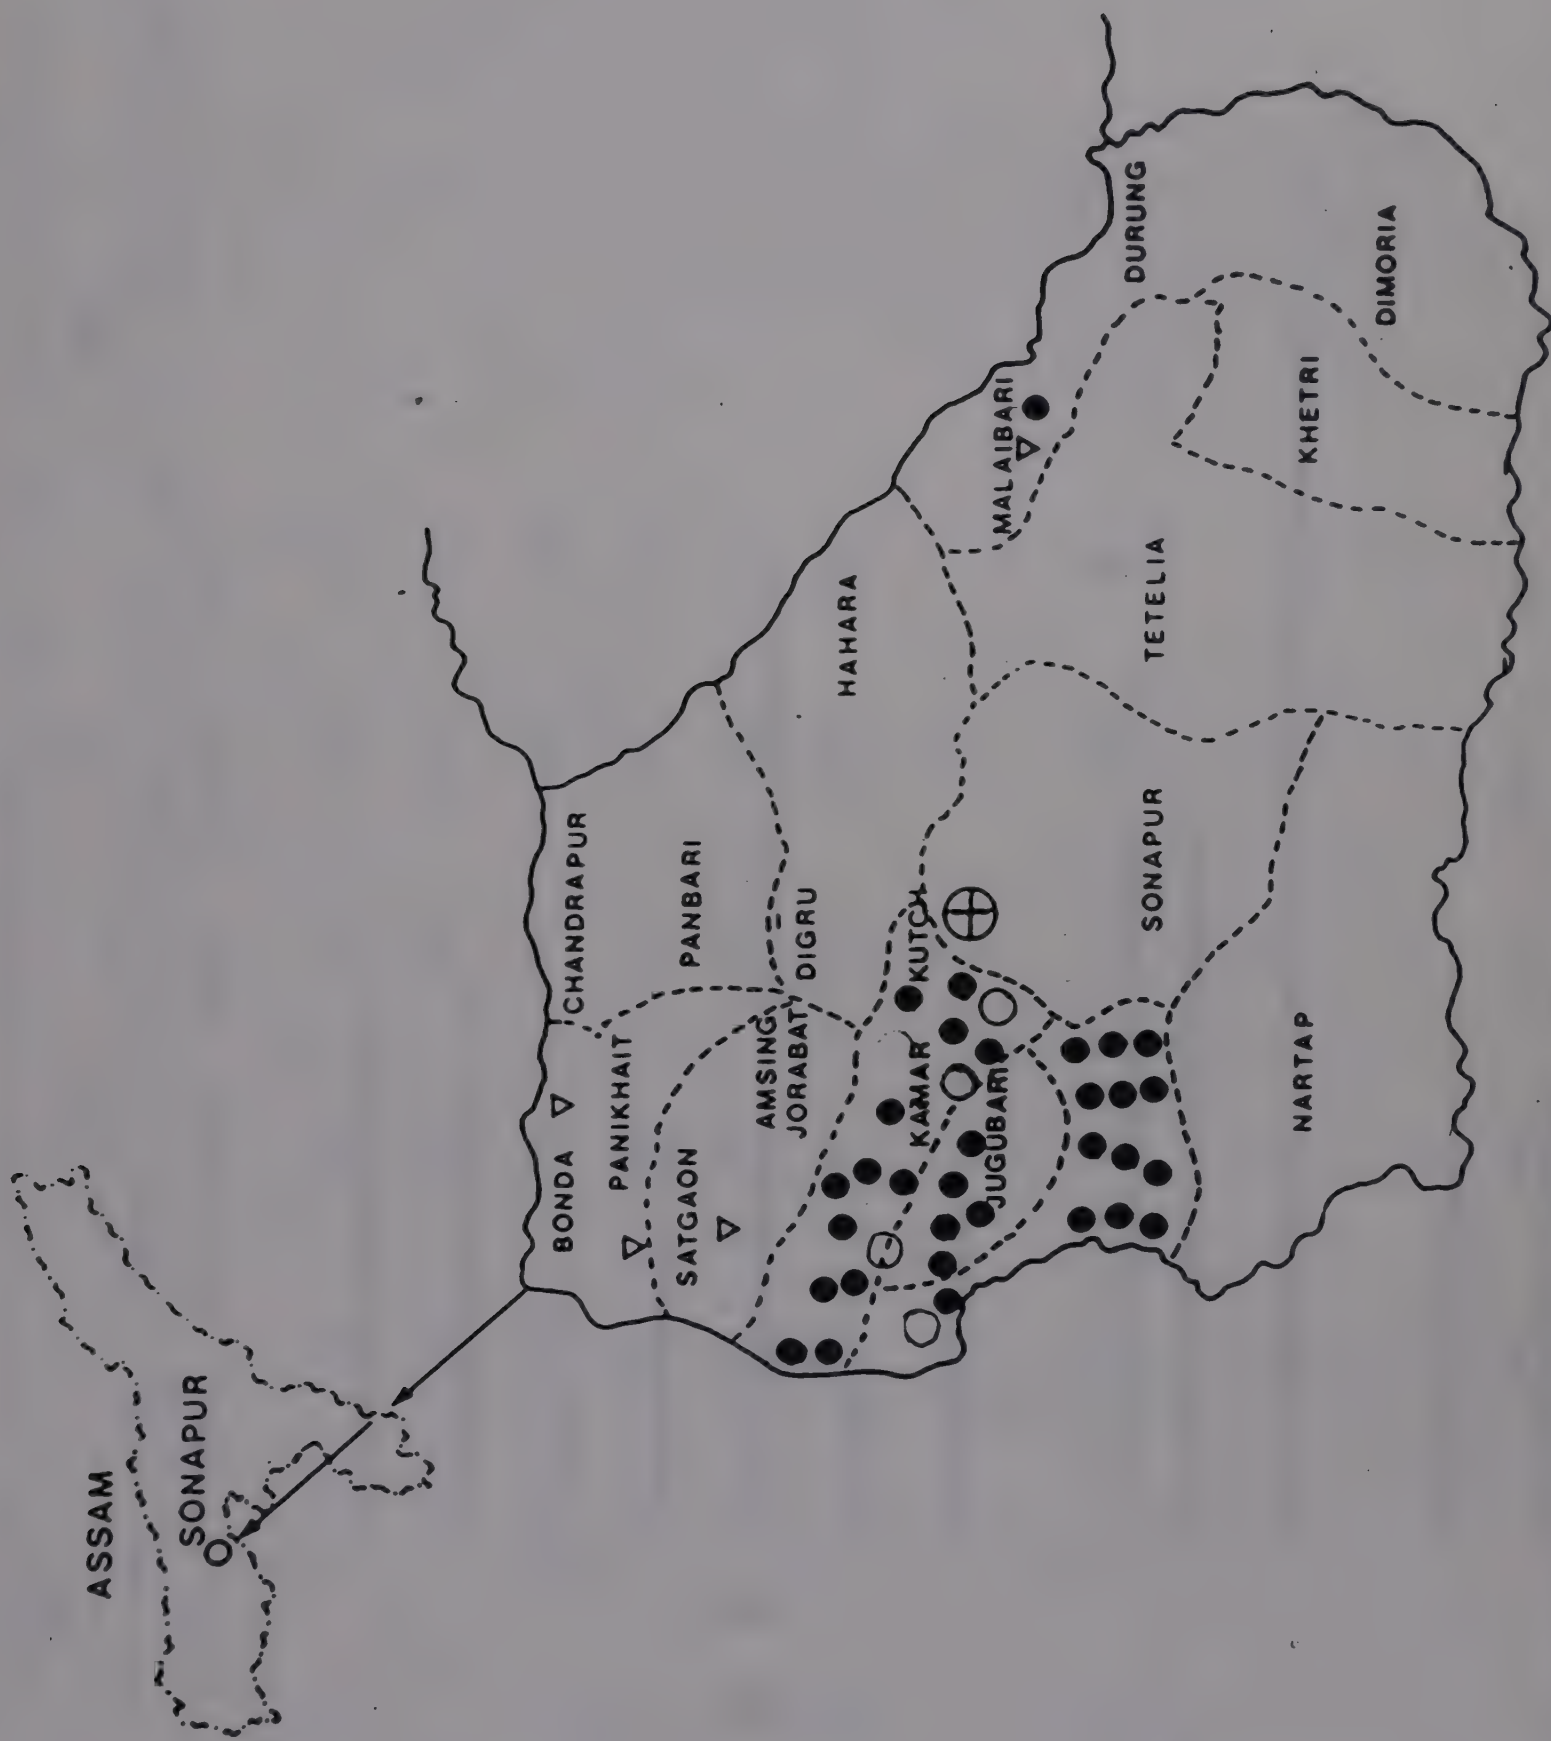 ASSAM
SONAPUR
BONDA
CHANDRAPUR
PANIKHAIT
PANBARI
SATGAON
AMSING
JORABAT
DIGRU
HAHARA
KAMAR
KUTCH
JUGUBARI
MALAIBARI
DURUNG
SONAPUR
TETELIA
NARTAP
KHETRI
DIMORIA